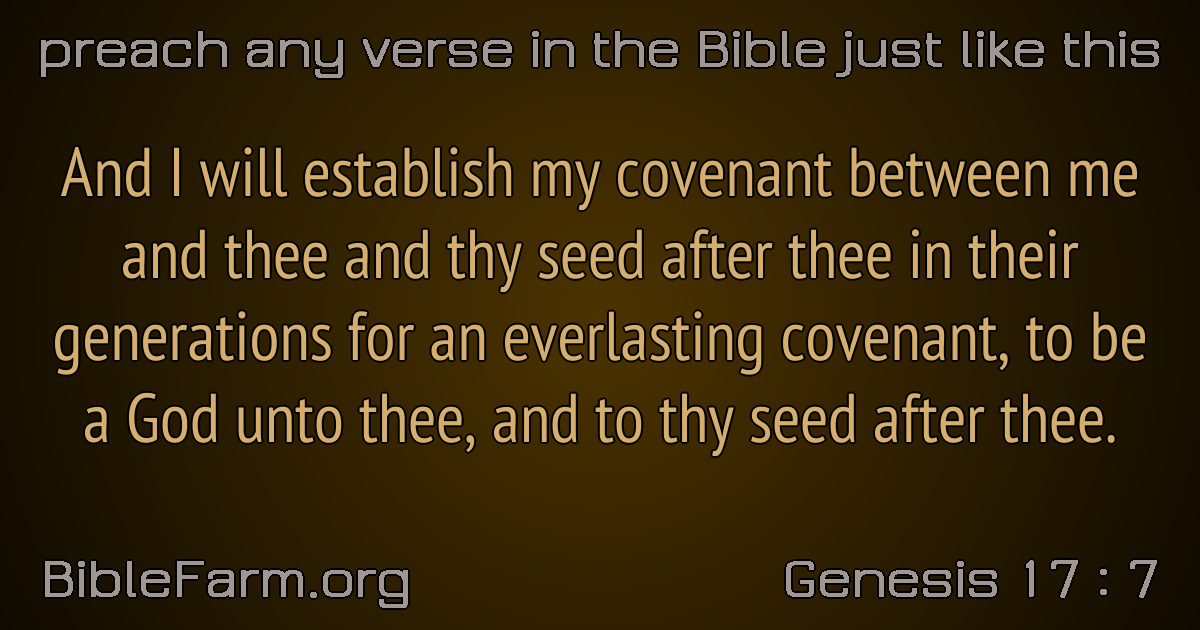 preach any verse in the Bible just like this
And I will establish my covenant between me
and thee and thy seed after thee in their
generations for an everlasting covenant, to be
a God unto thee, and to thy seed after thee.
BibleFarm.org
Genesis 17 : 7